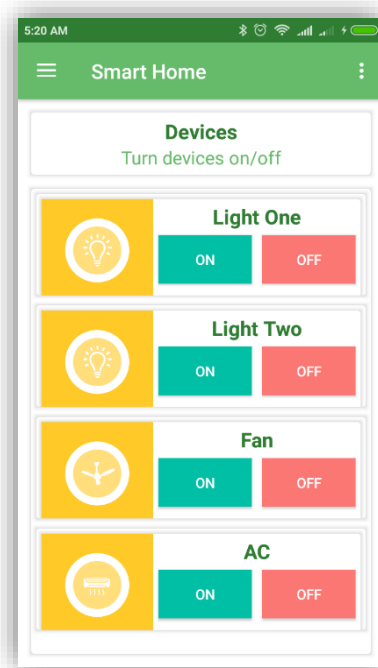 5:20 AM
Smart Home
Devices
Turn devices on/off
Light One
ON OFF
Light Two
ON OFF
Fan
ON OFF
AC
ON OFF